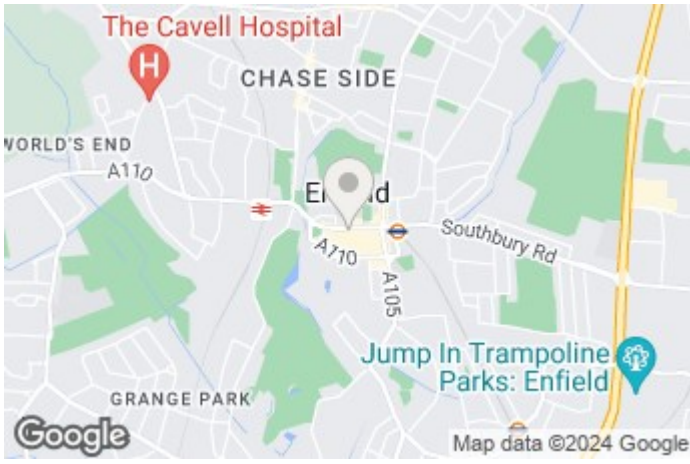 The Cavell Hospital
H
CHASE SIDE
WORLD'S END
A110
Southbury Rd
A110
A105
Jump In Trampoline
Parks: Enfield
GRANGE PARK
Google
Map data ©2024 Google